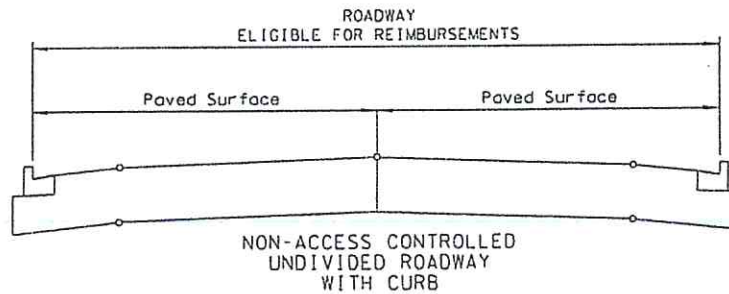 ROADWAY
ELIGIBLE FOR REIMBURSEMENTS
Paved Surface
Paved Surface
NON-ACCESS CONTROLLED
UNDIVIDED ROADWAY
WITH CURB